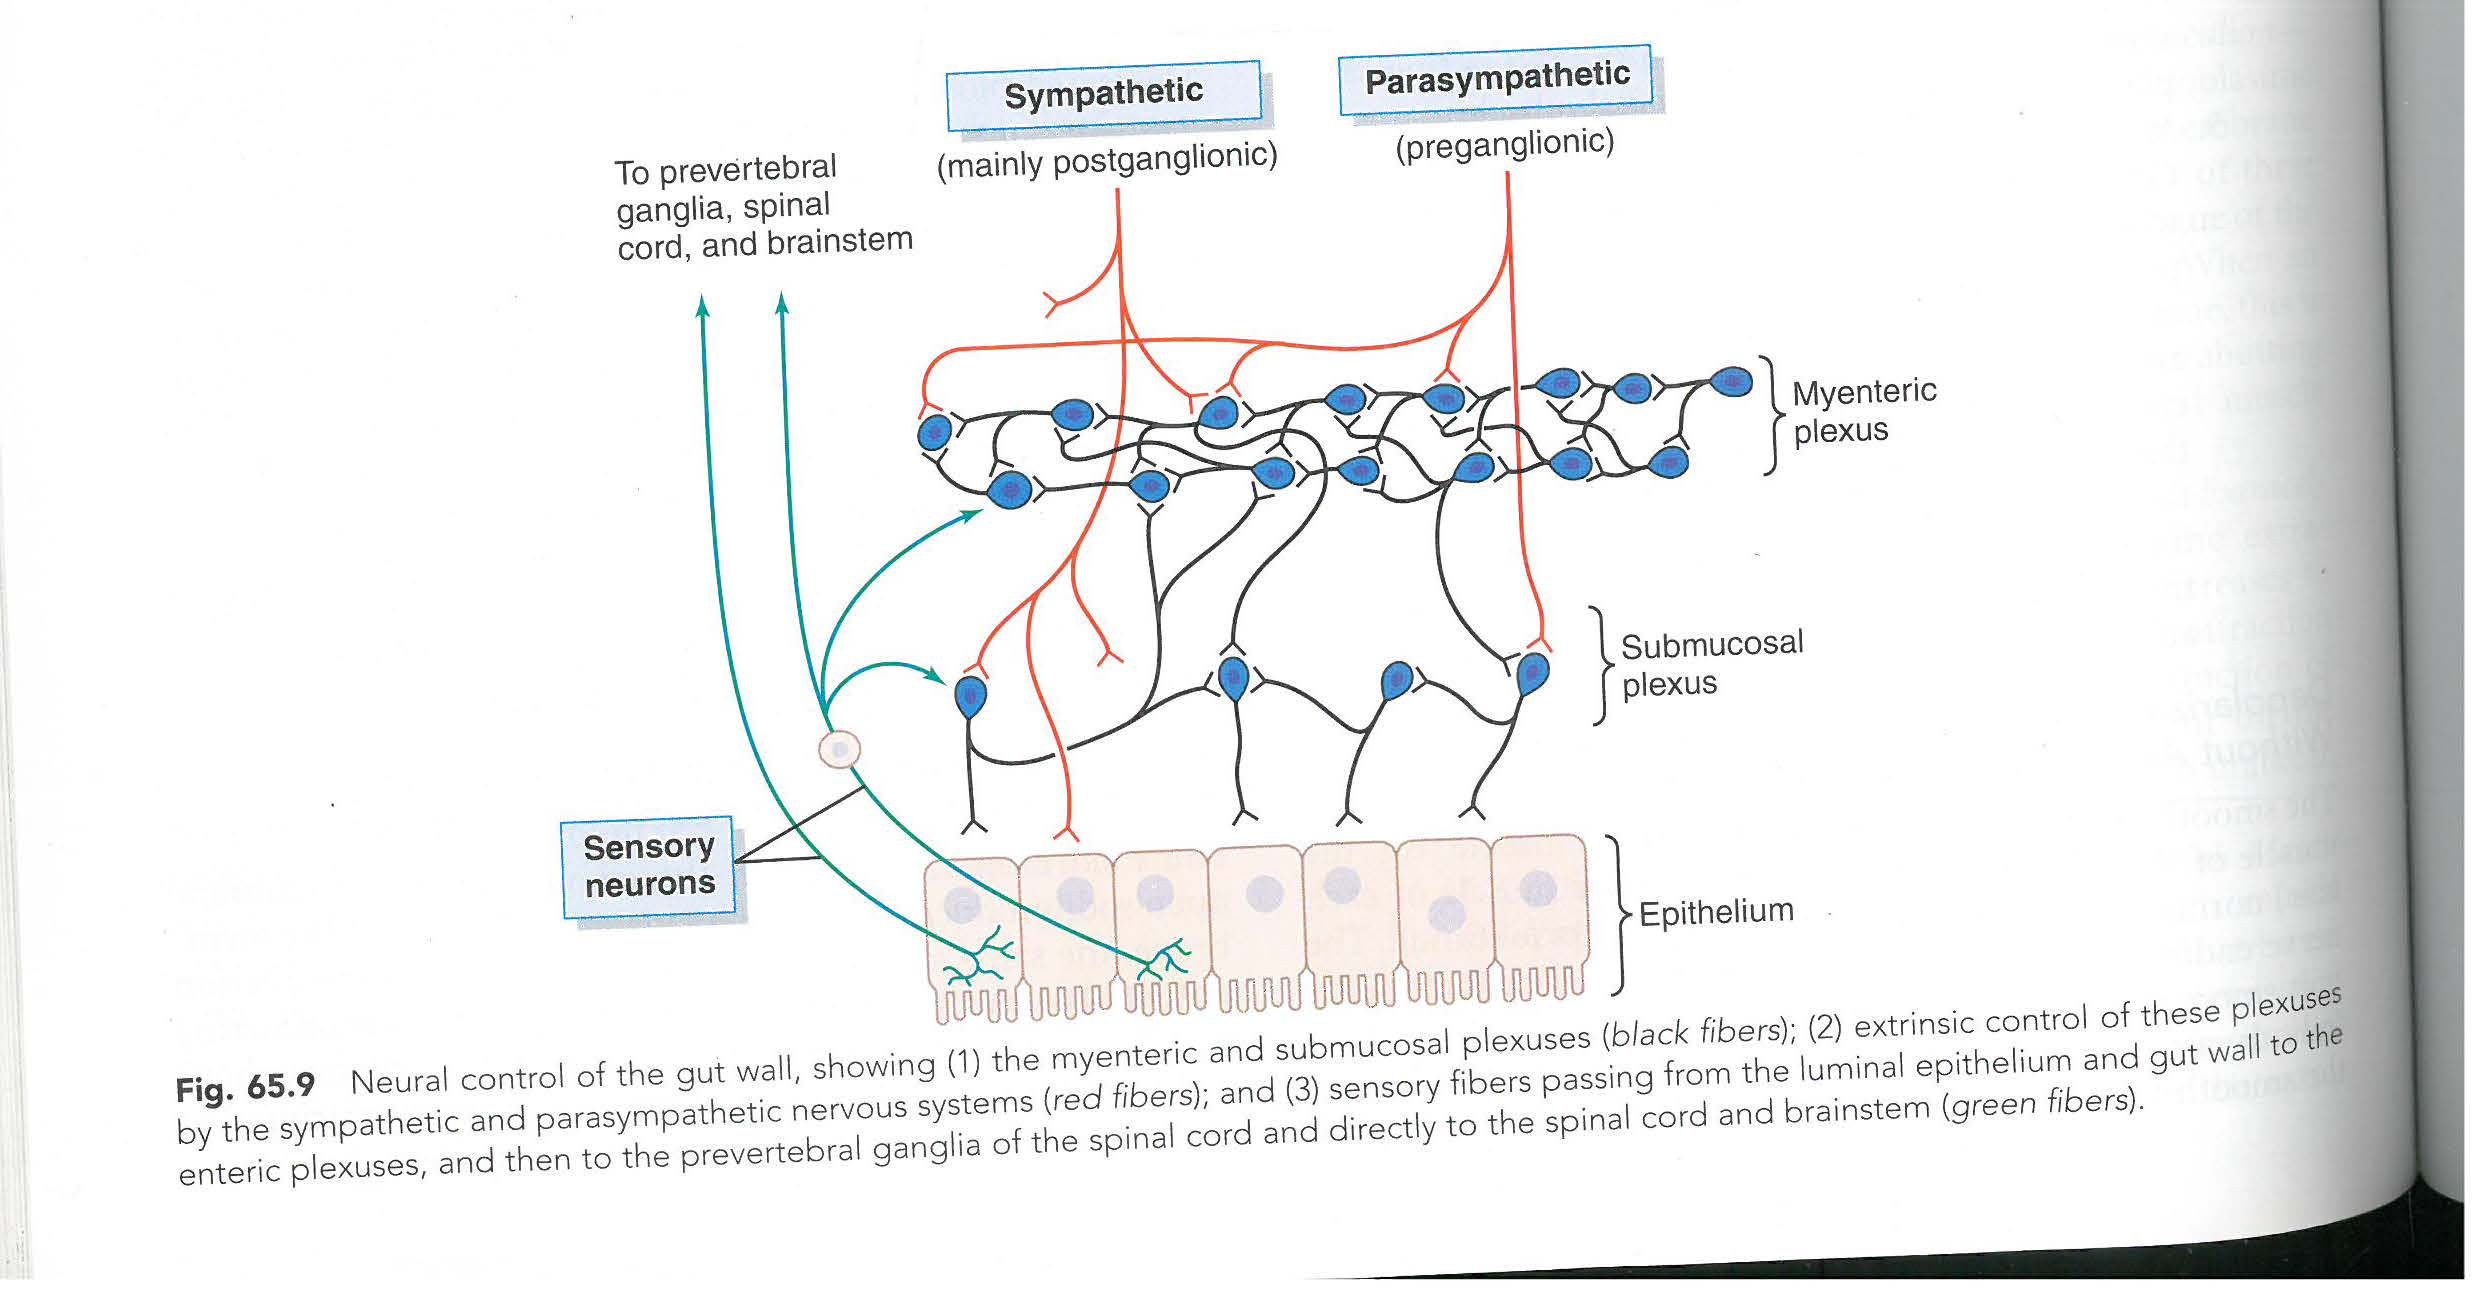 Sympathetic
(mainly postganglionic)
Parasympathetic
(preganglionic)
To prevertebral
ganglia, spinal
cord, and brainstem
Myenteric
plexus
Submucosal
plexus
Sensory
neurons
Epithelium
Fig. 65.9 Neural control of the gut wall, showing (1) the myenteric and submucosal plexuses (black fibers); (2) extrinsic control of these plexuses
by the sympathetic and parasympathetic nervous systems (red fibers); and (3) sensory fibers passing from the luminal epithelium and gut wall to the
enteric plexuses, and then to the prevertebral ganglia of the spinal cord and directly to the spinal cord and brainstem (green fibers).